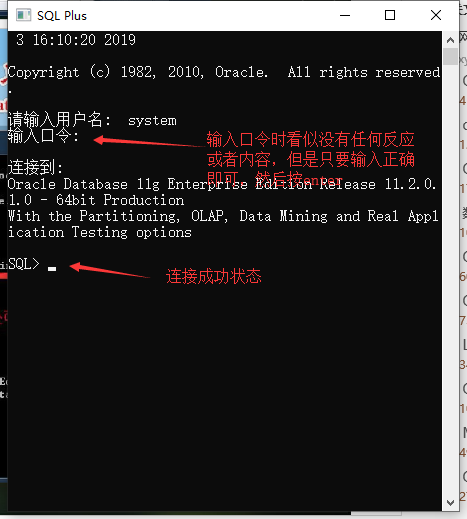 SQL Plus
3 16:10:20 2019
Copyright (c) 1982, 2010, Oracle.  All rights reserved
.
请输入用户名:  system
输入口令:
输入口令时看似没有任何反应
或者内容，但是只要输入正确
即可，然后按enter
连接到:
Oracle Database 11g Enterprise Edition Release 11.2.0.
1.0 - 64bit Production
With the Partitioning, OLAP, Data Mining and Real Appl
ication Testing options
SQL>
连接成功状态